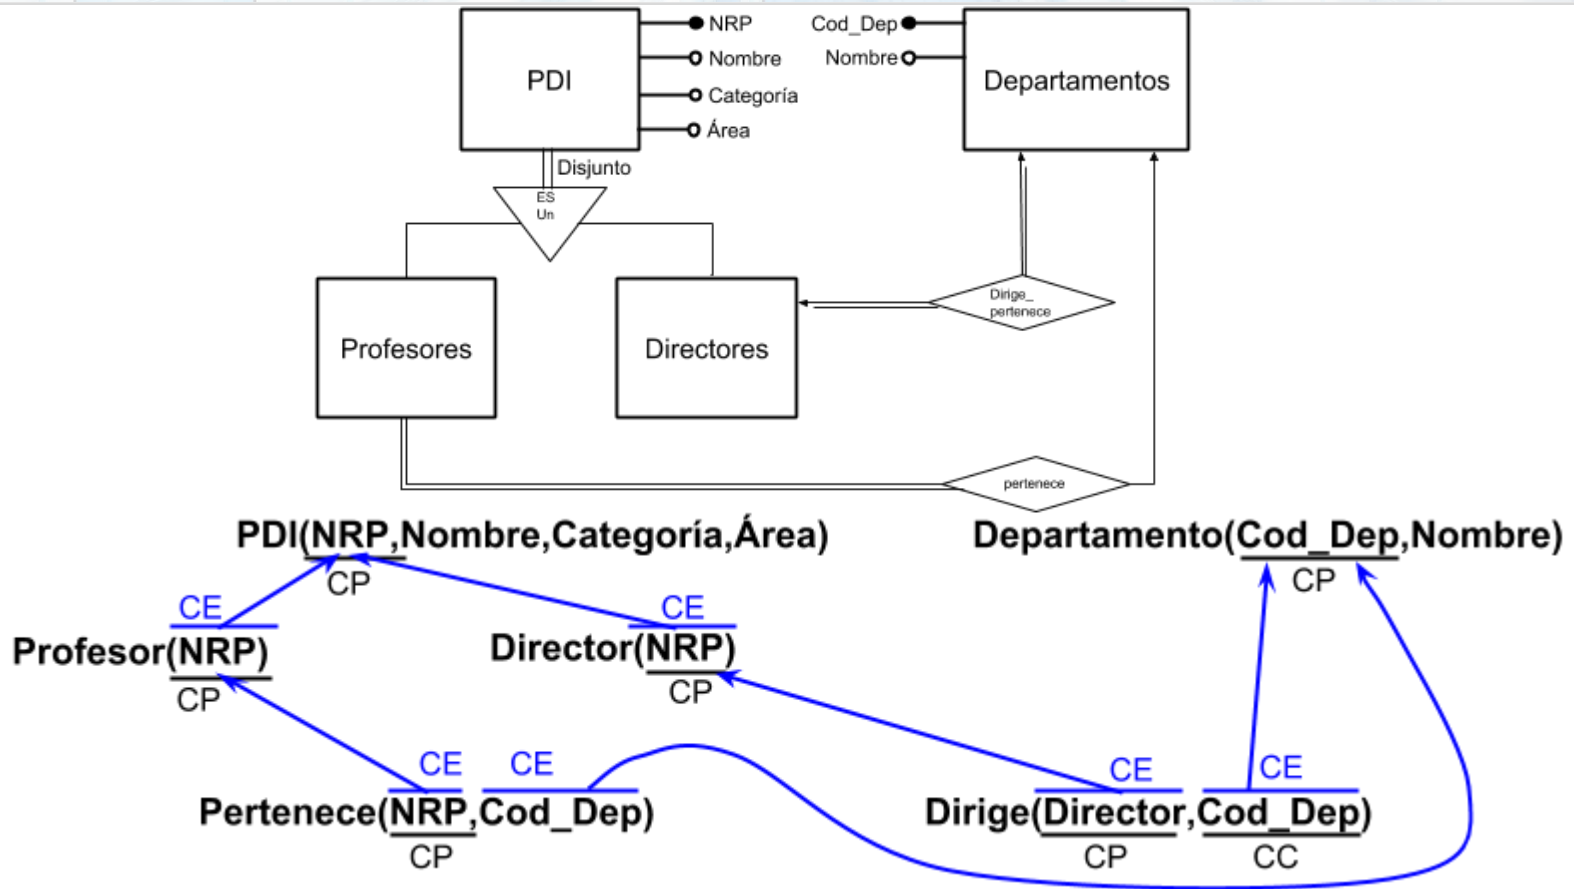 PDI
NRP
Nombre
Categoría
Área
Cod_Dep
Nombre
Departamentos
Disjunto
ES
Un
Profesores
Directores
Dirige_
pertenece
pertenece
PDI(NRP,Nombre,Categoría,Área)
CP
Departamento(Cod_Dep,Nombre)
CP
CE
Profesor(NRP)
CP
CE
Director(NRP)
CP
CE CE
Pertenece(NRP,Cod_Dep)
CP
CE CE
Dirige(Director,Cod_Dep)
CP CC